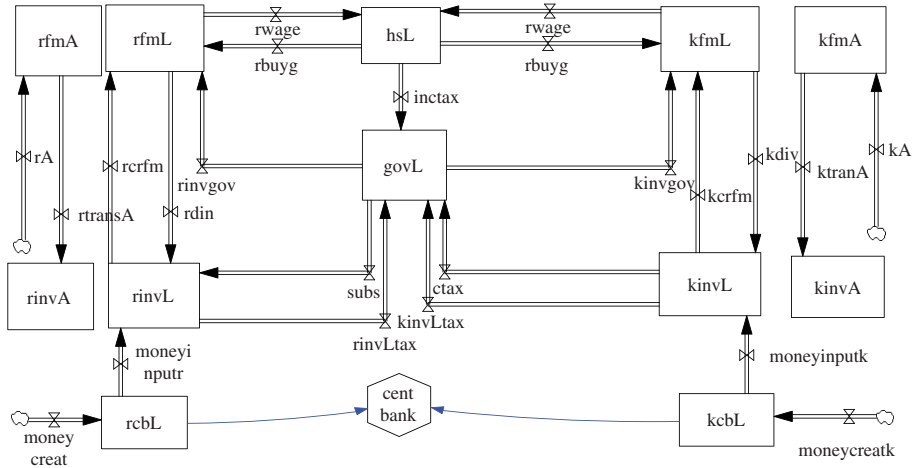 rwage
rwage
rfmA
rfmL
hsL
kfmL
kfmA
rbuyg
rbuyg
inctax
rA
rcrfm
govL
kdiv
kA
rinvgov
kinvgov
ktranA
kcrfm
rtransA
rdin
rinvA
rinvL
subs
ctax
kinvL
kinvA
kinvLtax
rinvLtax
moneyi
nputr
moneyinputk
cent
bank
rcbL
kcbL
money
creat
moneycreatk